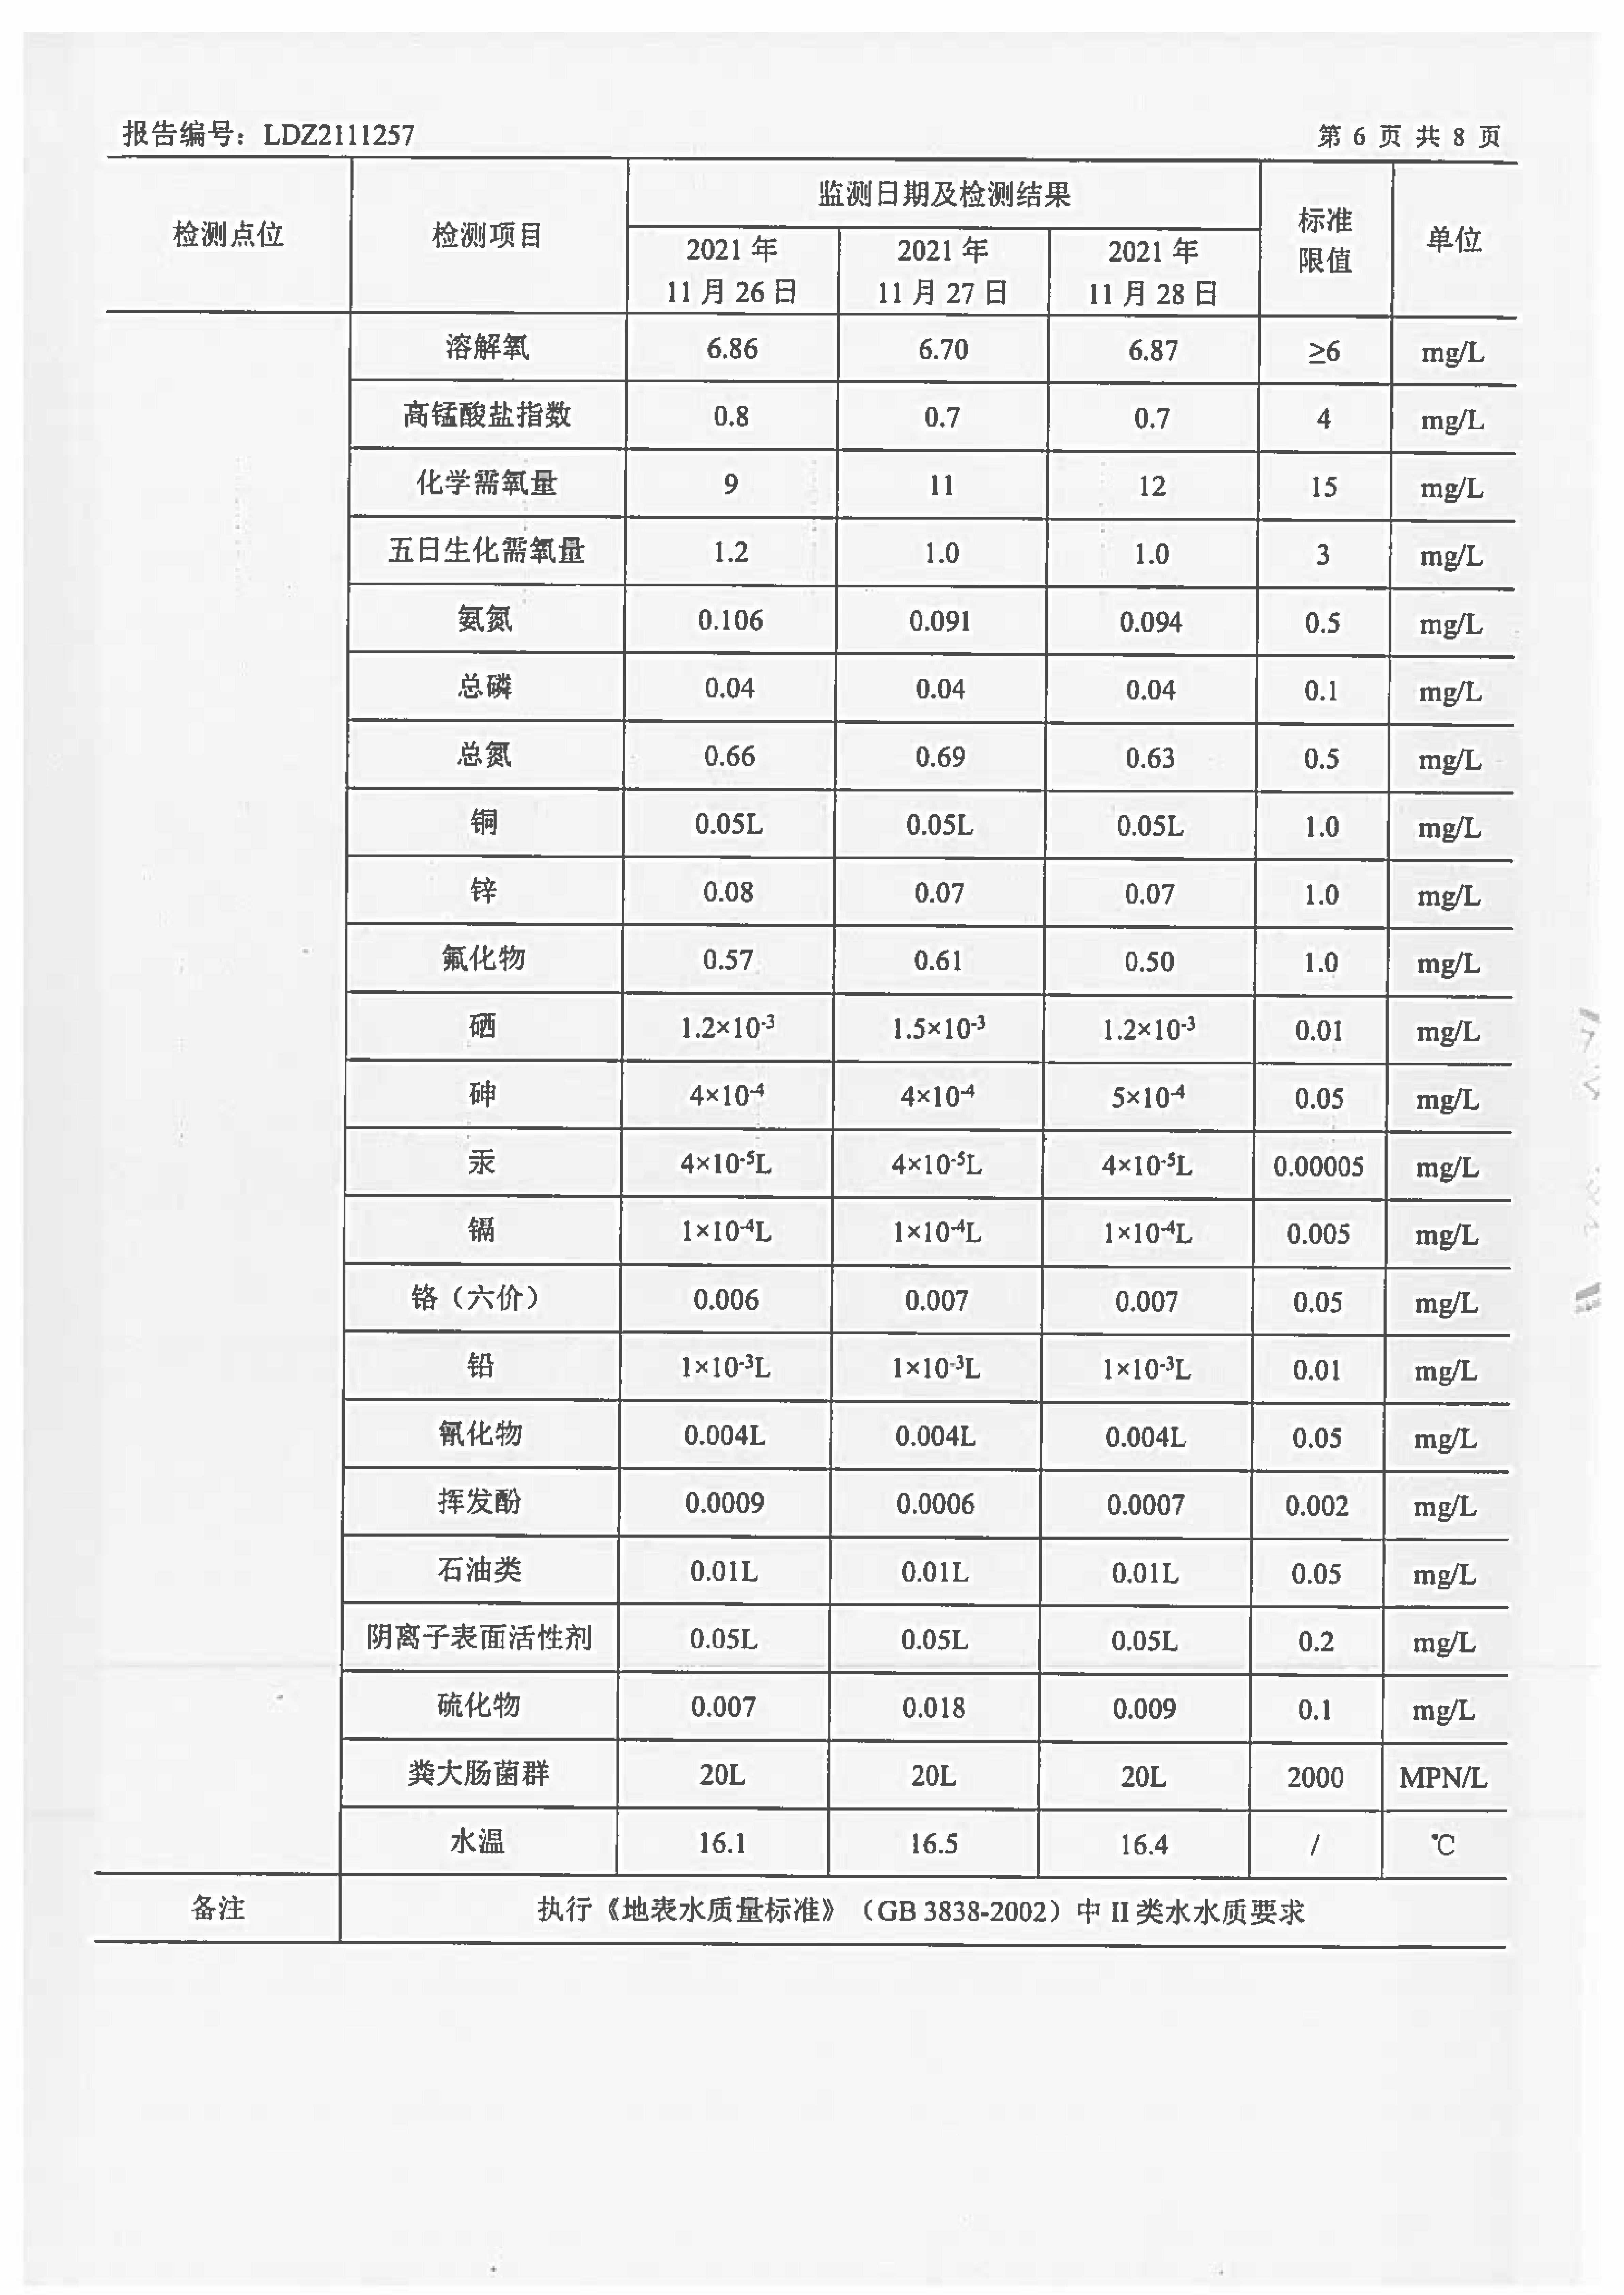 报告编号：LDZ2111257 第 6 页 共 8 页
检测点位 检测项目 监测日期及检测结果 标准限值 单位
2021 年 11 月 26 日 2021 年 11 月 27 日 2021 年 11 月 28 日
溶解氧 6.86 6.70 6.87 ≥6 mg/L
高锰酸盐指数 0.8 0.7 0.7 4 mg/L
化学需氧量 9 11 12 15 mg/L
五日生化需氧量 1.2 1.0 1.0 3 mg/L
氨氮 0.106 0.091 0.094 0.5 mg/L
总磷 0.04 0.04 0.04 0.1 mg/L
总氮 0.66 0.69 0.63 0.5 mg/L
铜 0.05L 0.05L 0.05L 1.0 mg/L
锌 0.08 0.07 0.07 1.0 mg/L
氟化物 0.57 0.61 0.50 1.0 mg/L
硒 1.2×10⁻³ 1.5×10⁻³ 1.2×10⁻³ 0.01 mg/L
砷 4×10⁻⁴ 4×10⁻⁴ 5×10⁻⁴ 0.05 mg/L
汞 4×10⁻⁵L 4×10⁻⁵L 4×10⁻⁵L 0.00005 mg/L
镉 1×10⁻⁴L 1×10⁻⁴L 1×10⁻⁴L 0.005 mg/L
铬（六价） 0.006 0.007 0.007 0.05 mg/L
铅 1×10⁻³L 1×10⁻³L 1×10⁻³L 0.01 mg/L
氰化物 0.004L 0.004L 0.004L 0.05 mg/L
挥发酚 0.0009 0.0006 0.0007 0.002 mg/L
石油类 0.01L 0.01L 0.01L 0.05 mg/L
阴离子表面活性剂 0.05L 0.05L 0.05L 0.2 mg/L
硫化物 0.007 0.018 0.009 0.1 mg/L
粪大肠菌群 20L 20L 20L 2000 MPN/L
水温 16.1 16.5 16.4 / ℃
备注 执行《地表水质量标准》（GB 3838-2002）中 II 类水水质要求